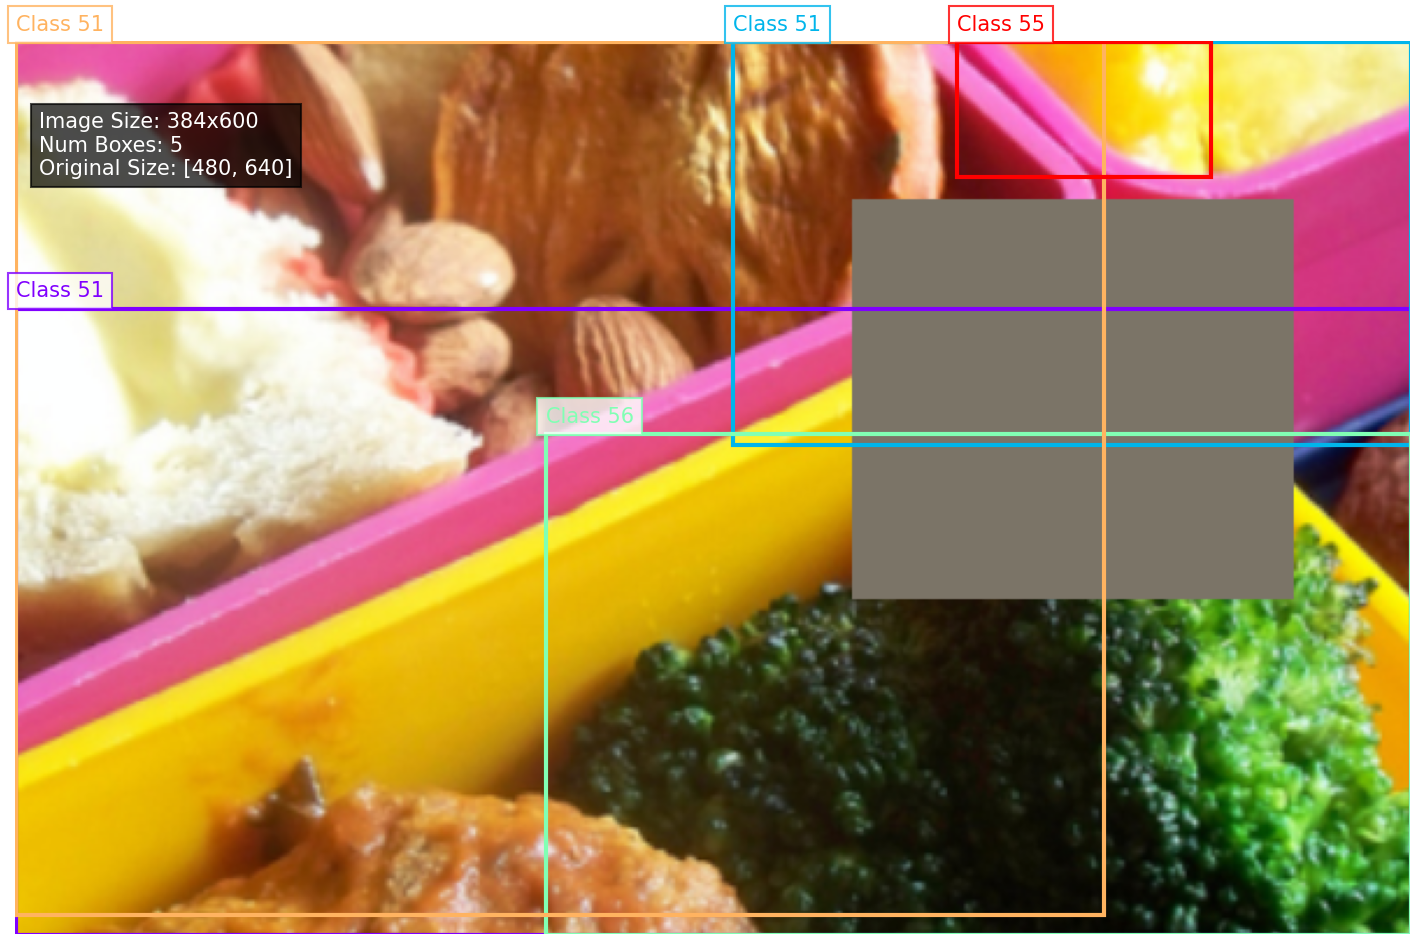 Class 51
Class 51
Class 55
Image Size: 384x600
Num Boxes: 5
Original Size: [480, 640]
Class 51
Class 56